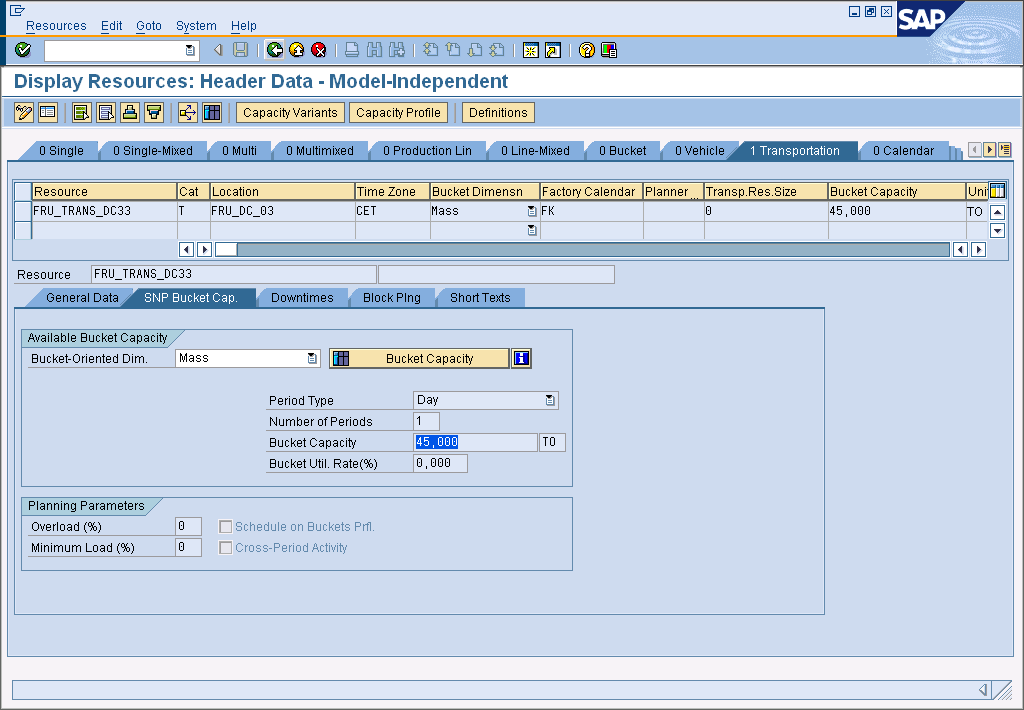 Resources Edit Goto System Help
SAP
Display Resources: Header Data - Model-Independent
Capacity Variants Capacity Profile Definitions
0 Single 0 Single-Mixed 0 Multi 0 Multimixed 0 Production Lin 0 Line-Mixed 0 Bucket 0 Vehicle 1 Transportation 0 Calendar
Resource Cat Location Time Zone Bucket Dimensn Factory Calendar Planner ... Transp.Res.Size Bucket Capacity Uni
FRU_TRANS_DC33 T FRU_DC_03 CET Mass FK 0 45,000 TO
Resource FRU_TRANS_DC33
General Data SNP Bucket Cap. Downtimes Block Plng Short Texts
Available Bucket Capacity
Bucket-Oriented Dim. Mass Bucket Capacity
Period Type Day
Number of Periods 1
Bucket Capacity 45,000 TO
Bucket Util. Rate(%) 0,000
Planning Parameters
Overload (%) 0 Schedule on Buckets Prfl.
Minimum Load (%) 0 Cross-Period Activity